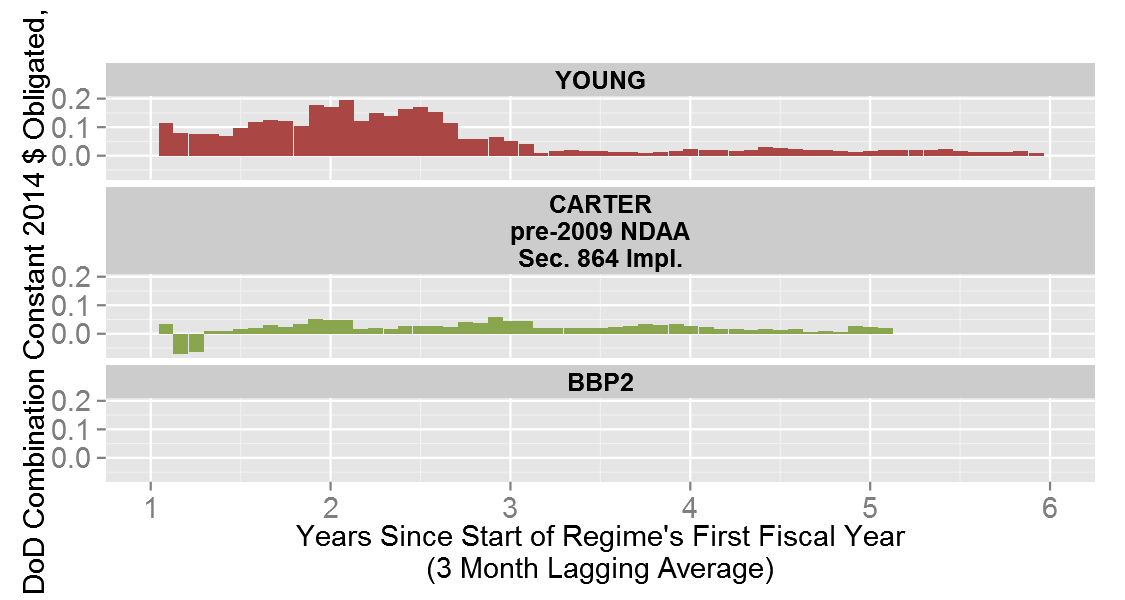 DoD Combination Constant 2014 $ Obligated,
YOUNG
0.2
0.1
0.0
CARTER
pre-2009 NDAA
Sec. 864 Impl.
0.2
0.1
0.0
BBP2
0.2
0.1
0.0
1 2 3 4 5 6
Years Since Start of Regime's First Fiscal Year
(3 Month Lagging Average)